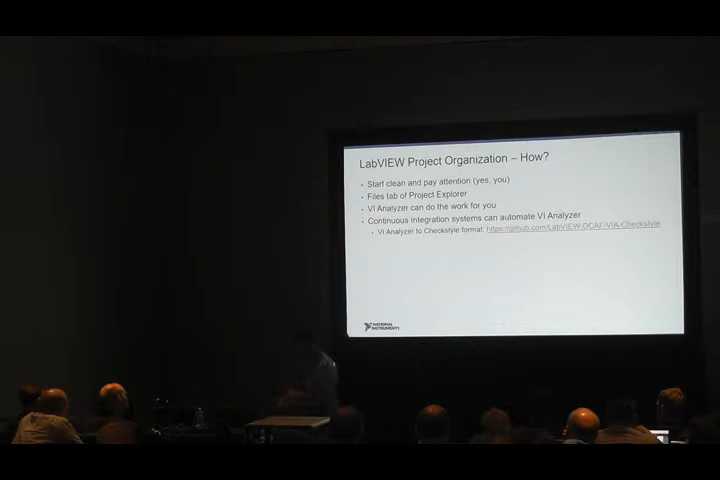 LabVIEW Project Organization – How?
• Start clean and pay attention (yes, you)
• Files tab of Project Explorer
• VI Analyzer can do the work for you
• Continuous integration systems can automate VI Analyzer
• VI Analyzer to Checkstyle format: https://github.com/LabVIEW-DCAF/VIA-Checkstyle
NATIONAL
INSTRUMENTS